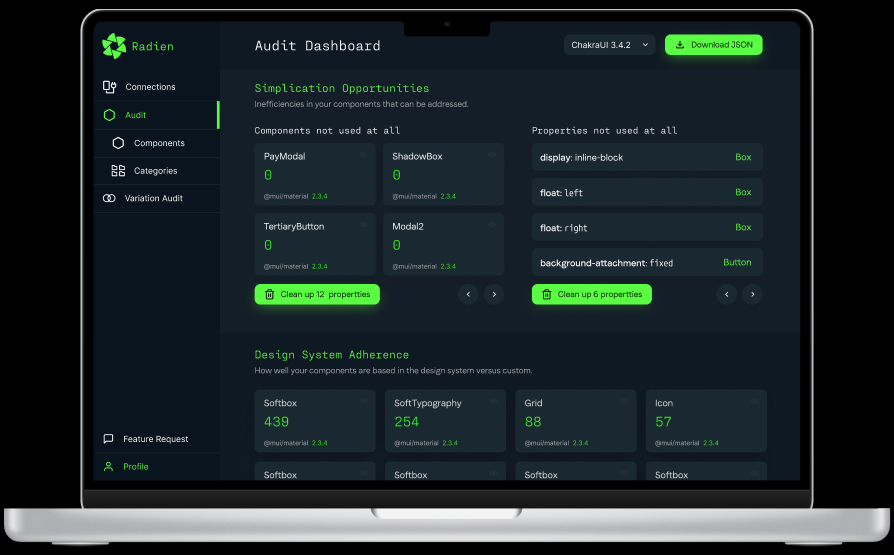 Radien
Audit Dashboard
ChakraUI 3.4.2
Download JSON
Connections
Audit
Components
Categories
Variation Audit
Feature Request
Profile
Simplication Opportunities
Inefficiencies in your components that can be addressed.
Components not used at all
PayModal
0
@mui/material 2.3.4
ShadowBox
0
@mui/material 2.3.4
TertiaryButton
0
@mui/material 2.3.4
Modal2
0
@mui/material 2.3.4
Clean up 12 propertties
Properties not used at all
display: inline-block
Box
float: left
Box
float: right
Box
background-attachment: fixed
Button
Clean up 6 propertties
Design System Adherence
How well your components are based in the design system versus custom.
Softbox
439
@mui/material 2.3.4
SoftTypography
254
@mui/material 2.3.4
Grid
88
@mui/material 2.3.4
Icon
57
@mui/material 2.3.4
Softbox
Softbox
Softbox
Softbox